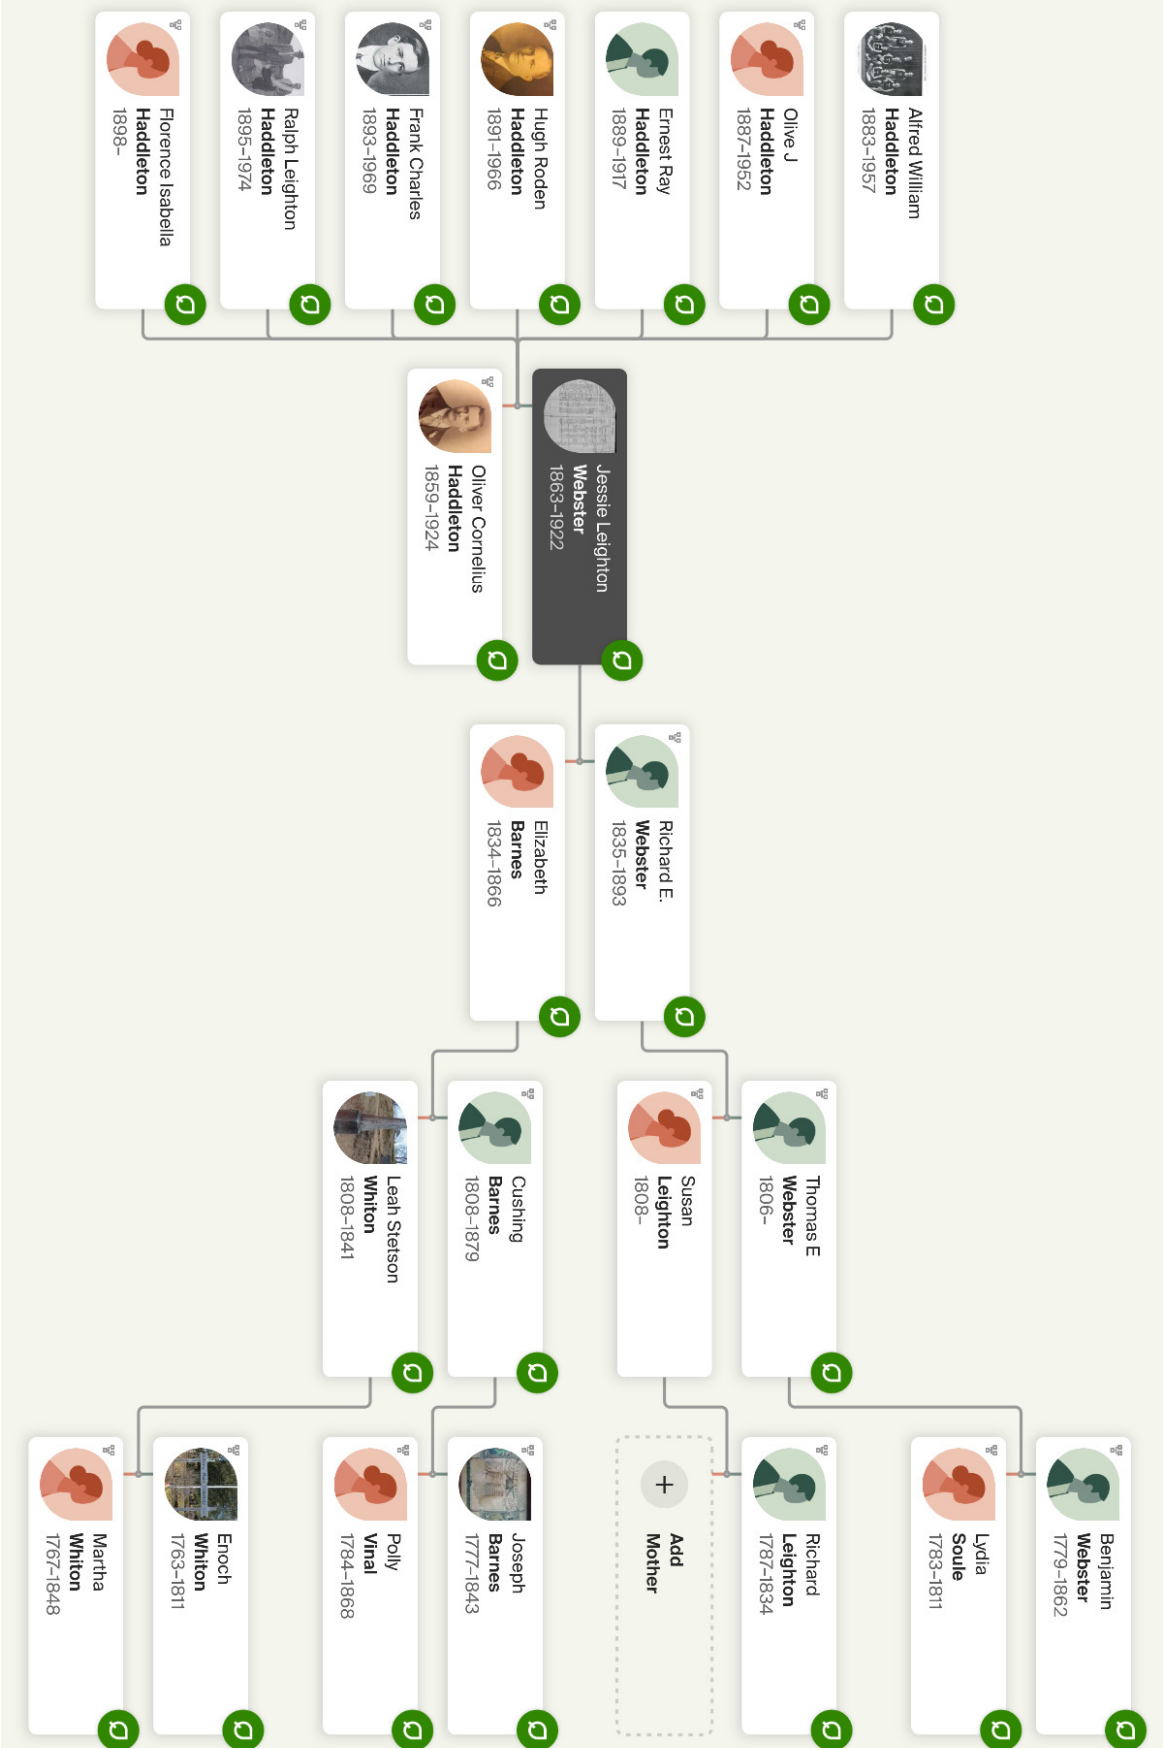 Alfred William
Haddleton
1883–1957
Olive J
Haddleton
1887–1952
Ernest Ray
Haddleton
1889–1917
Hugh Roden
Haddleton
1891–1966
Frank Charles
Haddleton
1893–1969
Ralph Leighton
Haddleton
1895–1974
Florence Isabella
Haddleton
1898–
Jessie Leighton
Webster
1863–1922
Oliver Cornelius
Haddleton
1859–1924
Richard E.
Webster
1835–1893
Elizabeth
Barnes
1834–1866
Thomas E
Webster
1806–
Susan
Leighton
1808–
Cushing
Barnes
1808–1879
Leah Stetson
Whiton
1808–1841
Benjamin
Webster
1779–1862
Lydia
Soule
1783–1811
Richard
Leighton
1787–1834
Add
Mother
Joseph
Barnes
1777–1843
Polly
Vinal
1784–1868
Enoch
Whiton
1763–1811
Martha
Whiton
1767–1848